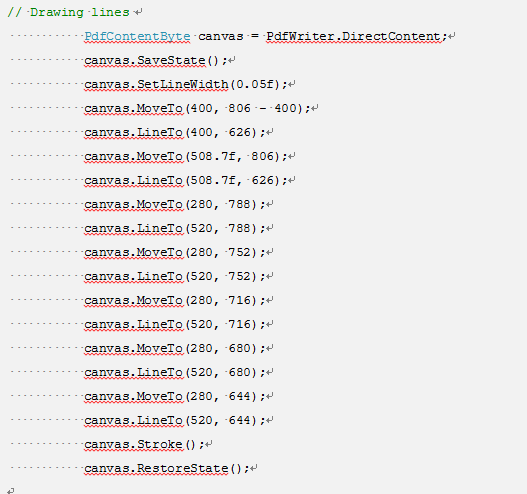 // Drawing lines
PdfContentByte canvas = PdfWriter.DirectContent;
canvas.SaveState();
canvas.SetLineWidth(0.05f);
canvas.MoveTo(400, 806 - 400);
canvas.LineTo(400, 626);
canvas.MoveTo(508.7f, 806);
canvas.LineTo(508.7f, 626);
canvas.MoveTo(280, 788);
canvas.LineTo(520, 788);
canvas.MoveTo(280, 752);
canvas.LineTo(520, 752);
canvas.MoveTo(280, 716);
canvas.LineTo(520, 716);
canvas.MoveTo(280, 680);
canvas.LineTo(520, 680);
canvas.MoveTo(280, 644);
canvas.LineTo(520, 644);
canvas.Stroke();
canvas.RestoreState();